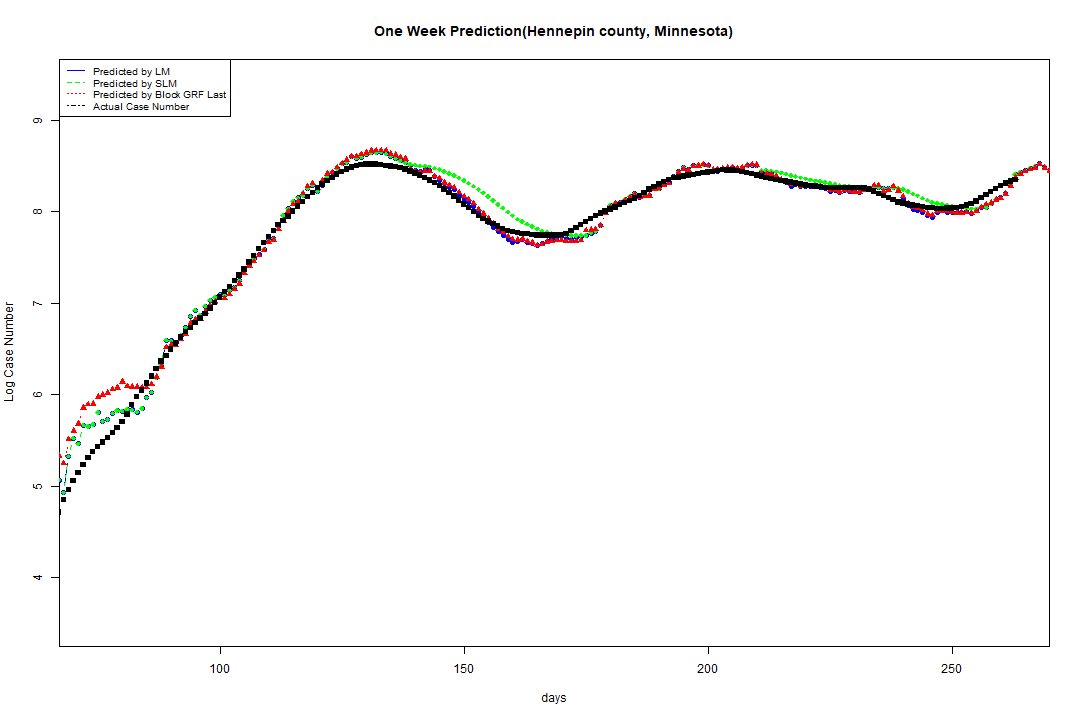 One Week Prediction(Hennepin county, Minnesota)
Predicted by LM
Predicted by SLM
Predicted by Block GRF Last
Actual Case Number
9
8
7
6
5
4
Log Case Number
100 150 200 250
days